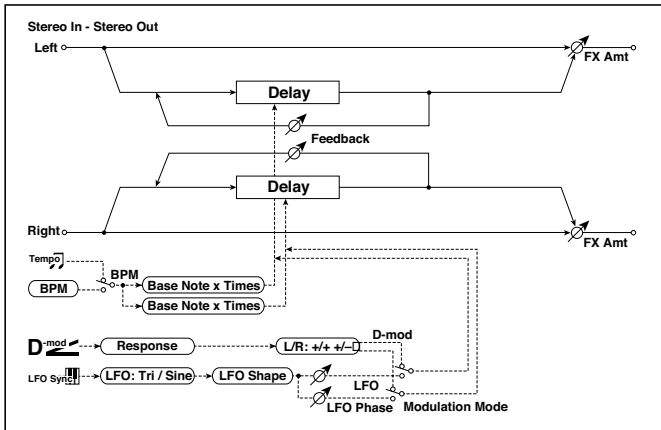 Stereo In - Stereo Out
Left
FX Amt
Delay
Feedback
Delay
Right
FX Amt
Tempo
BPM
BPM
Base Note x Times
Base Note x Times
D-mod
D-mod
Response
L/R: +/+ +/–
LFO Sync
LFO: Tri / Sine
LFO Shape
LFO
LFO Phase
Modulation Mode